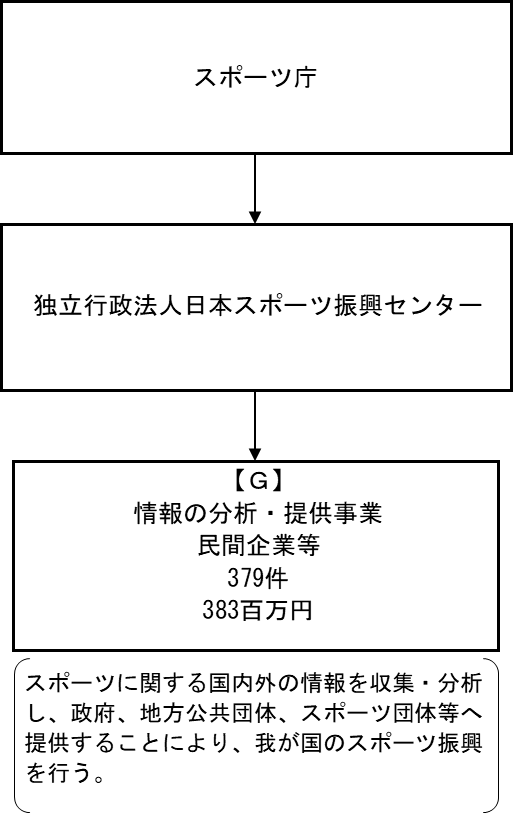 スポーツ庁
独立行政法人日本スポーツ振興センター
【G】
情報の分析・提供事業
民間企業等
379件
383百万円
スポーツに関する国内外の情報を収集・分析
し、政府、地方公共団体、スポーツ団体等へ
提供することにより、我が国のスポーツ振興
を行う。